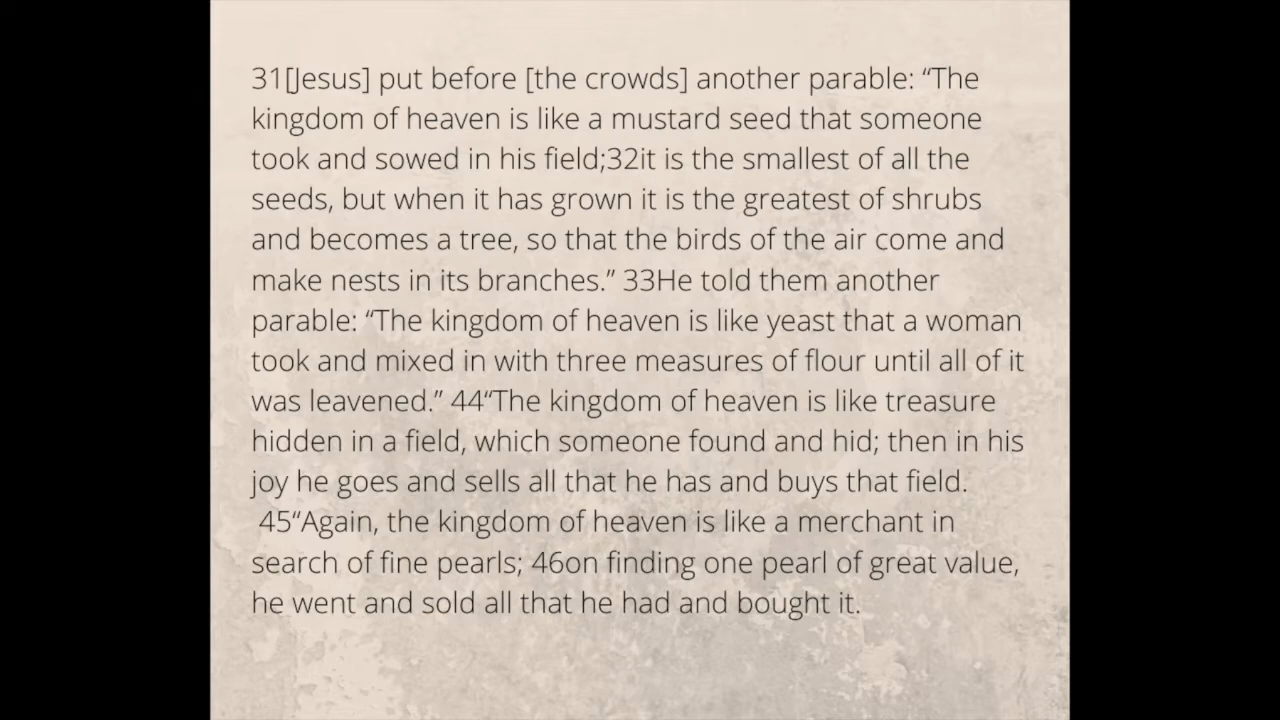 31[Jesus] put before [the crowds] another parable: “The
kingdom of heaven is like a mustard seed that someone
took and sowed in his field;32it is the smallest of all the
seeds, but when it has grown it is the greatest of shrubs
and becomes a tree, so that the birds of the air come and
make nests in its branches.” 33He told them another
parable: “The kingdom of heaven is like yeast that a woman
took and mixed in with three measures of flour until all of it
was leavened.” 44“The kingdom of heaven is like treasure
hidden in a field, which someone found and hid; then in his
joy he goes and sells all that he has and buys that field.
45“Again, the kingdom of heaven is like a merchant in
search of fine pearls; 46on finding one pearl of great value,
he went and sold all that he had and bought it.